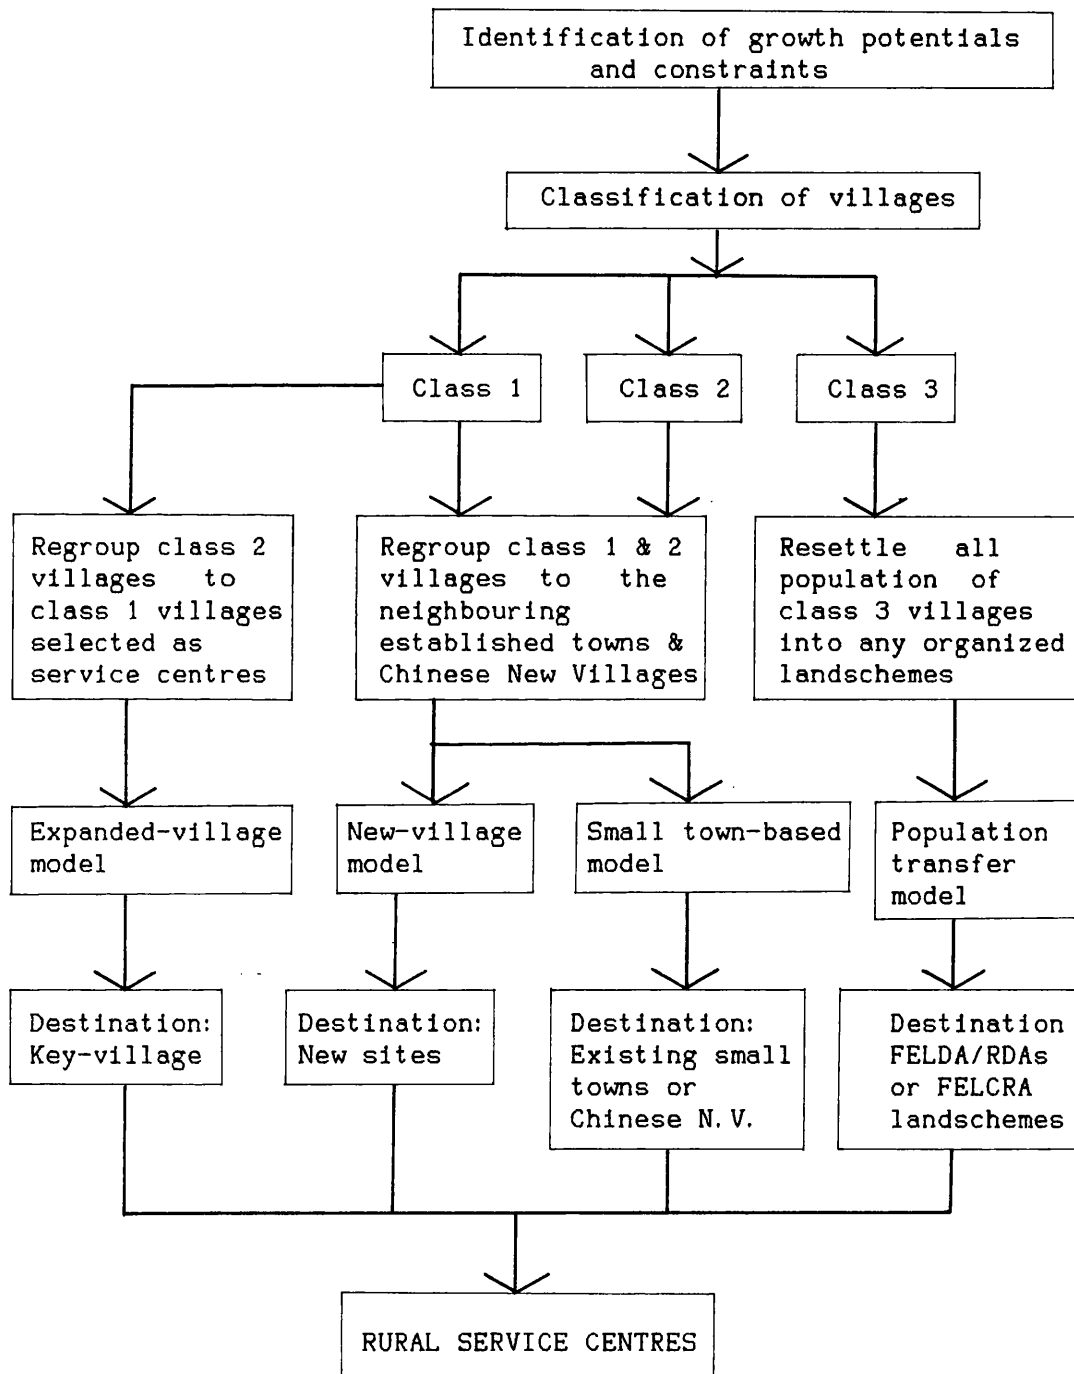 Identification of growth potentials
and constraints
Classification of villages
Class 1
Class 2
Class 3
Regroup class 2
villages to
class 1 villages
selected as
service centres
Regroup class 1 & 2
villages to the
neighbouring
established towns &
Chinese New Villages
Resettle all
population of
class 3 villages
into any organized
landschemes
Expanded-village
model
New-village
model
Small town-based
model
Population
transfer
model
Destination:
Key-village
Destination:
New sites
Destination:
Existing small
towns or
Chinese N.V.
Destination
FELDA/RDAs
or FELCRA
landschemes
RURAL SERVICE CENTRES